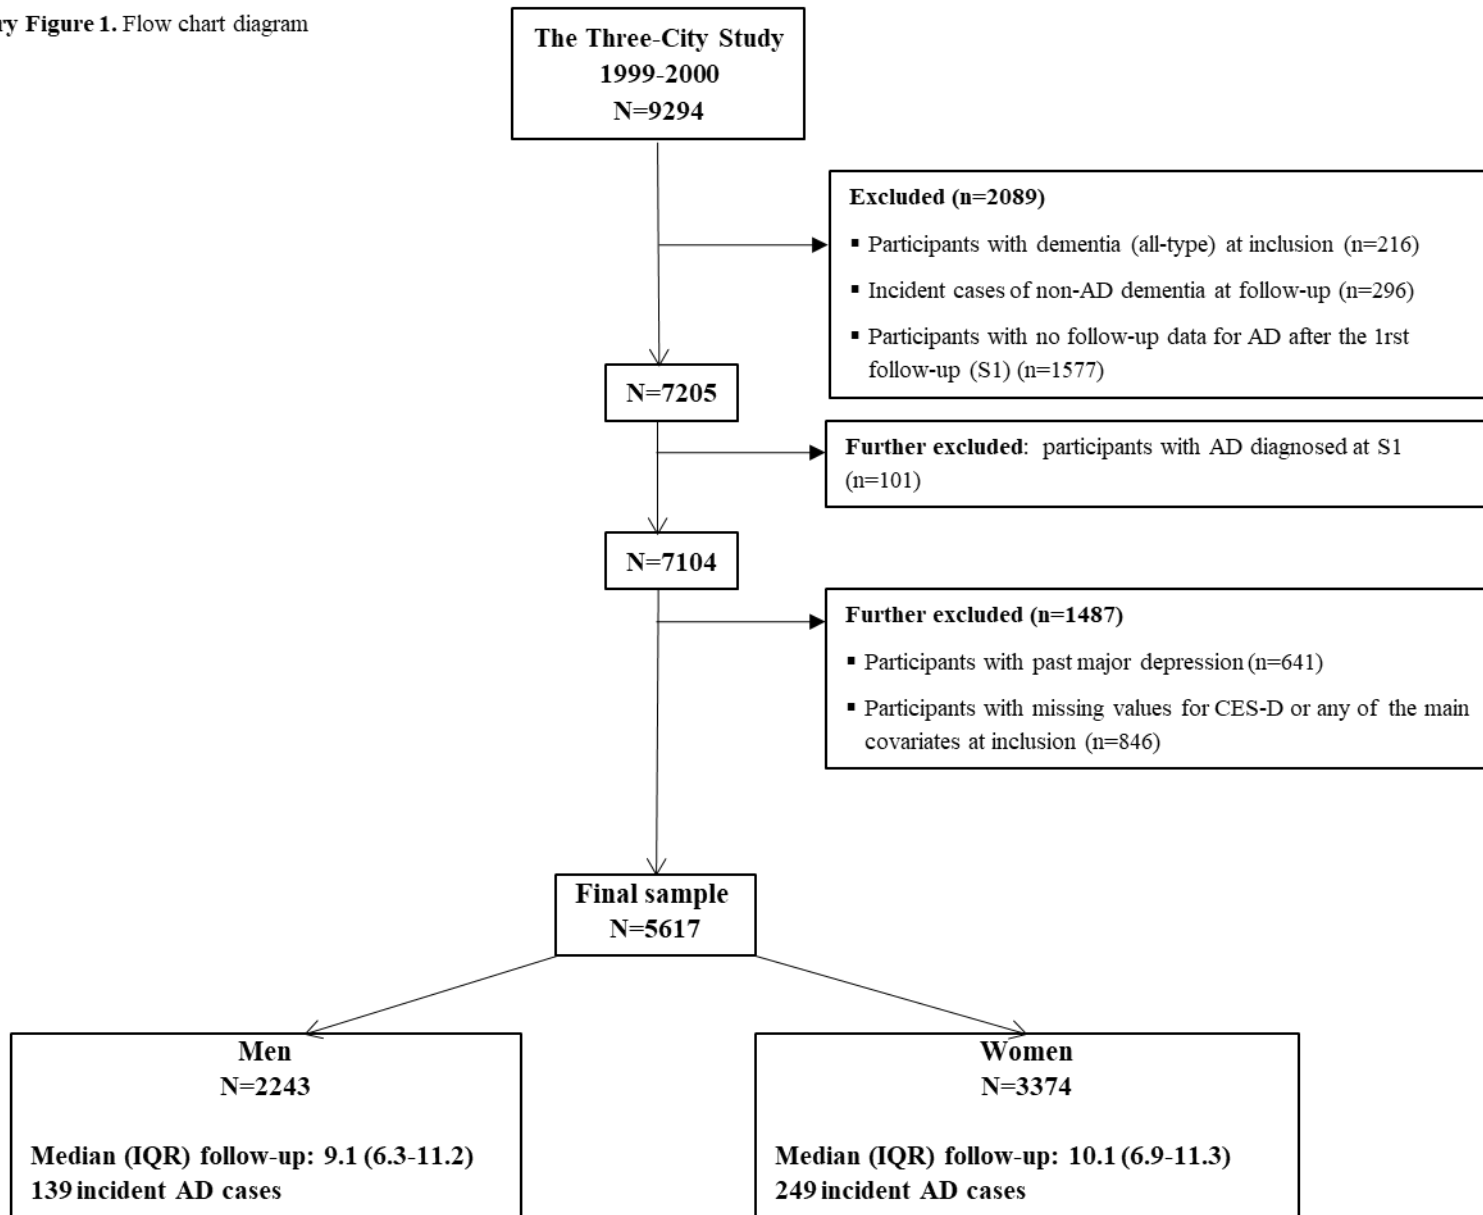 ry Figure 1. Flow chart diagram
The Three-City Study
1999-2000
N=9294
Excluded (n=2089)
▪ Participants with dementia (all-type) at inclusion (n=216)
▪ Incident cases of non-AD dementia at follow-up (n=296)
▪ Participants with no follow-up data for AD after the 1rst
follow-up (S1) (n=1577)
N=7205
Further excluded: participants with AD diagnosed at S1
(n=101)
N=7104
Further excluded (n=1487)
▪ Participants with past major depression (n=641)
▪ Participants with missing values for CES-D or any of the main
covariates at inclusion (n=846)
Final sample
N=5617
Men
N=2243
Median (IQR) follow-up: 9.1 (6.3-11.2)
139 incident AD cases
Women
N=3374
Median (IQR) follow-up: 10.1 (6.9-11.3)
249 incident AD cases